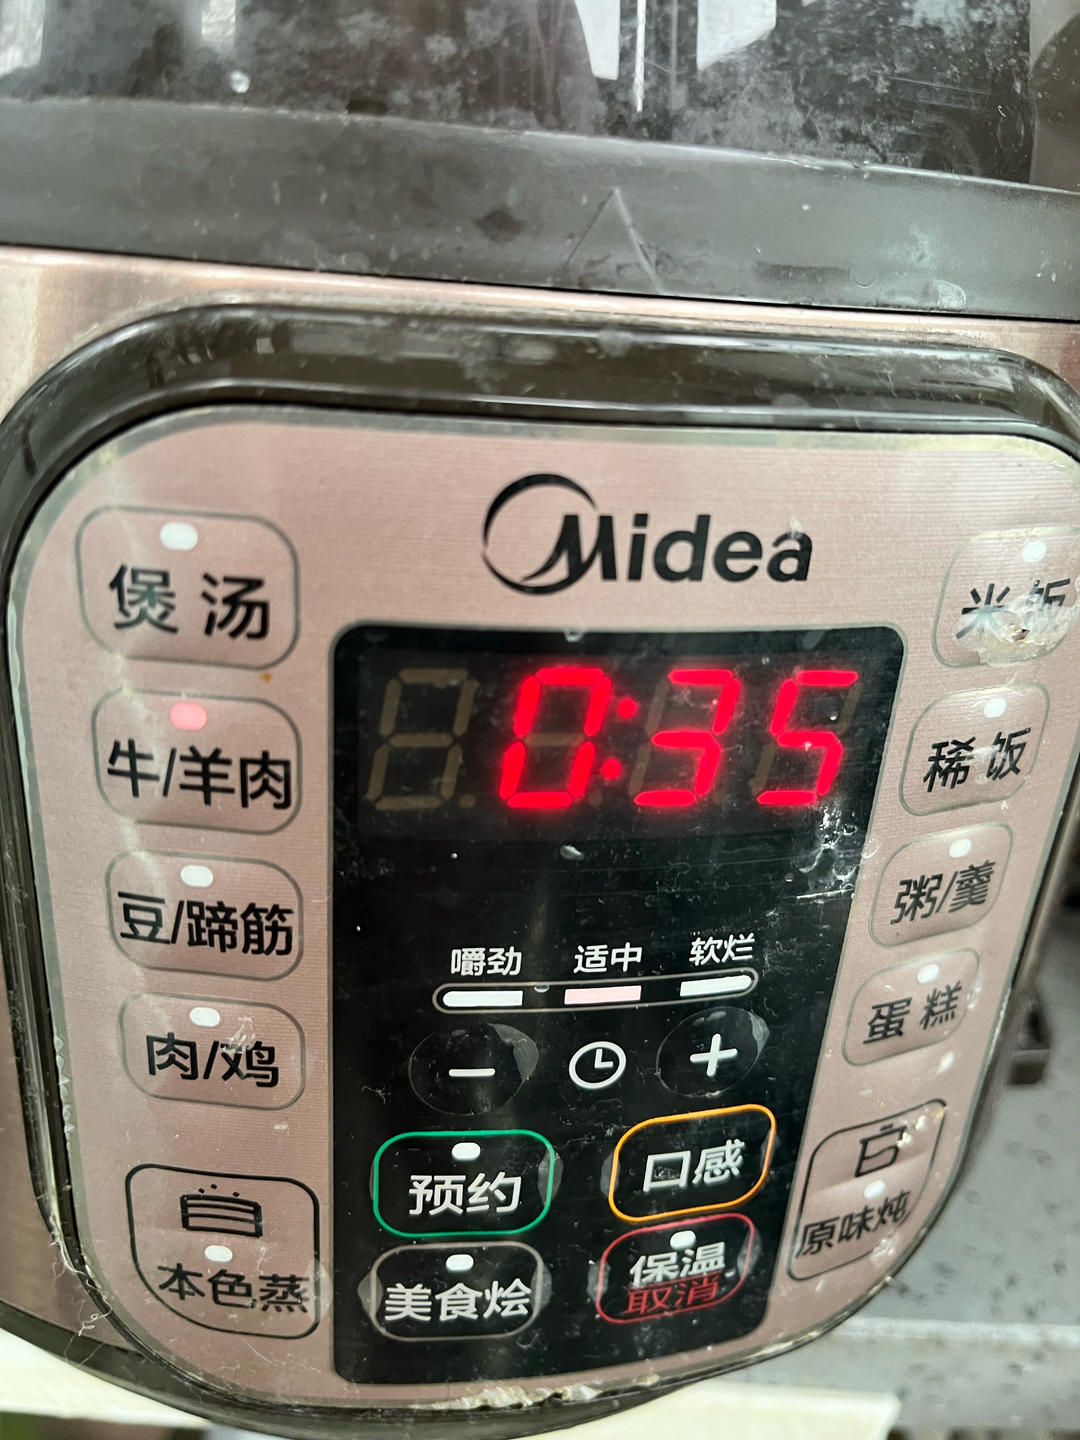 Midea
煲汤
米饭
0:35
牛/羊肉
稀饭
豆/蹄筋
粥/羹
嚼劲 适中 软烂
肉/鸡
蛋糕
− +
预约
口感
原味炖
本色蒸
美食烩
保温
取消